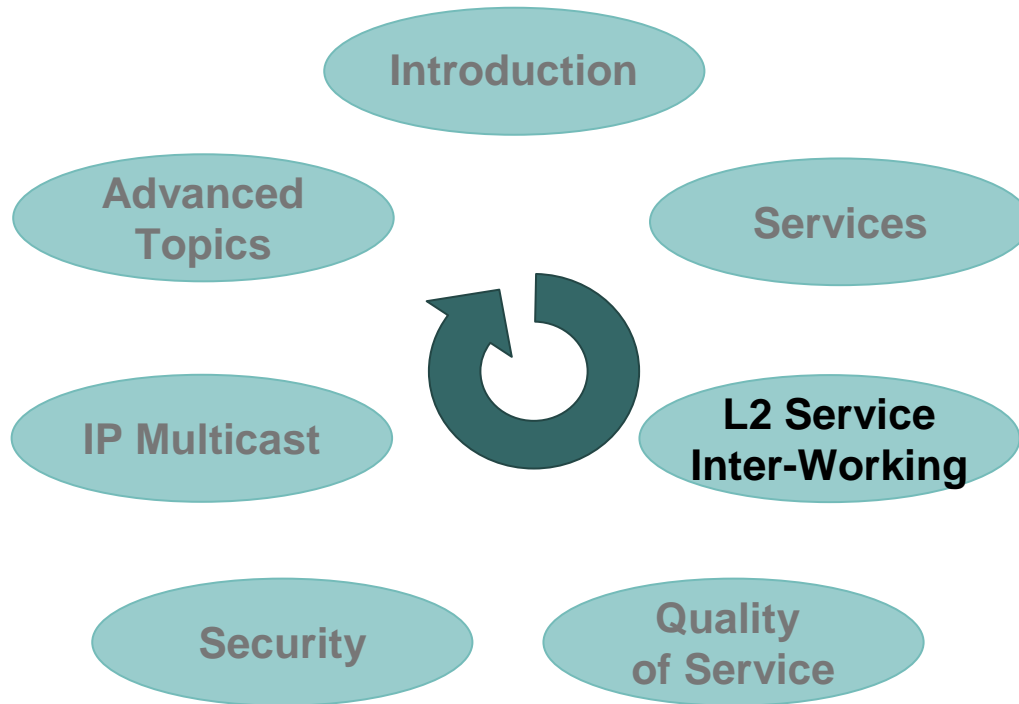 Introduction
Advanced
Topics
Services
IP Multicast
L2 Service
Inter-Working
Security
Quality
of Service